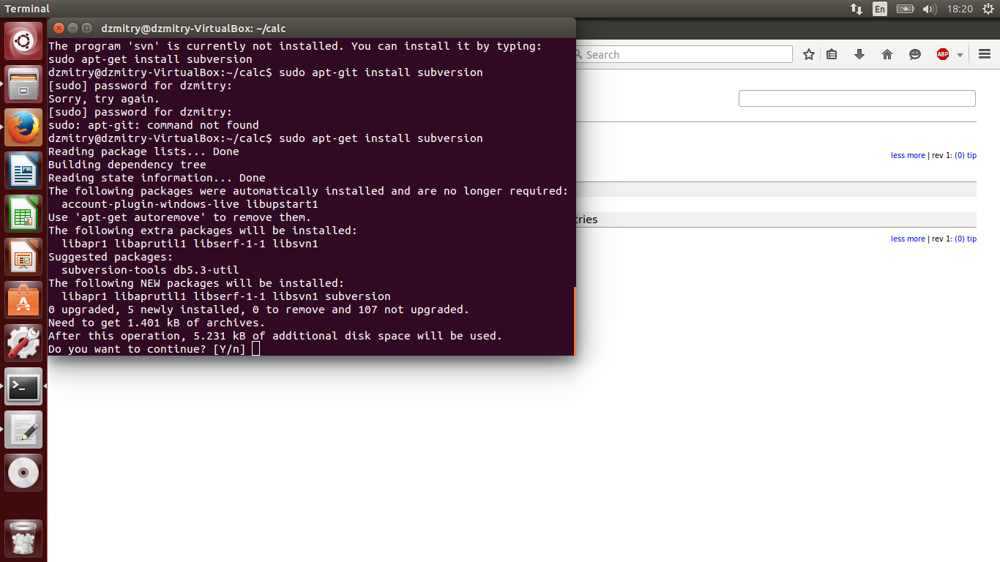 Terminal
En
18:20
dzmitry@dzmitry-VirtualBox: ~/calc
The program 'svn' is currently not installed. You can install it by typing:
sudo apt-get install subversion
dzmitry@dzmitry-VirtualBox:~/calc$ sudo apt-git install subversion
[sudo] password for dzmitry:
Sorry, try again.
[sudo] password for dzmitry:
sudo: apt-git: command not found
dzmitry@dzmitry-VirtualBox:~/calc$ sudo apt-get install subversion
Reading package lists... Done
Building dependency tree
Reading state information... Done
The following packages were automatically installed and are no longer required:
  account-plugin-windows-live libupstart1
Use 'apt-get autoremove' to remove them.
The following extra packages will be installed:
  libapr1 libaprutil1 libserf-1-1 libsvn1
Suggested packages:
  subversion-tools db5.3-util
The following NEW packages will be installed:
  libapr1 libaprutil1 libserf-1-1 libsvn1 subversion
0 upgraded, 5 newly installed, 0 to remove and 107 not upgraded.
Need to get 1.401 kB of archives.
After this operation, 5.231 kB of additional disk space will be used.
Do you want to continue? [Y/n]
Search
ABP
less more | rev 1: (0) tip
tries
less more | rev 1: (0) tip